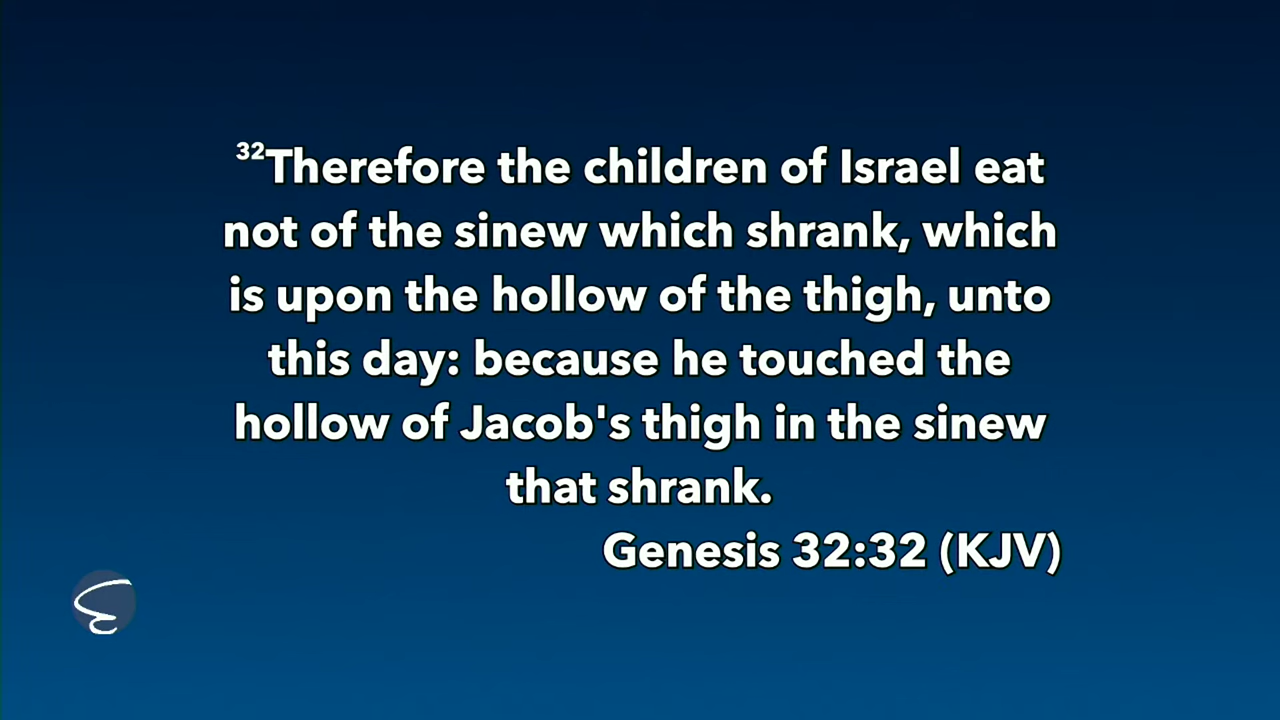 32Therefore the children of Israel eat
not of the sinew which shrank, which
is upon the hollow of the thigh, unto
this day: because he touched the
hollow of Jacob's thigh in the sinew
that shrank.
Genesis 32:32 (KJV)